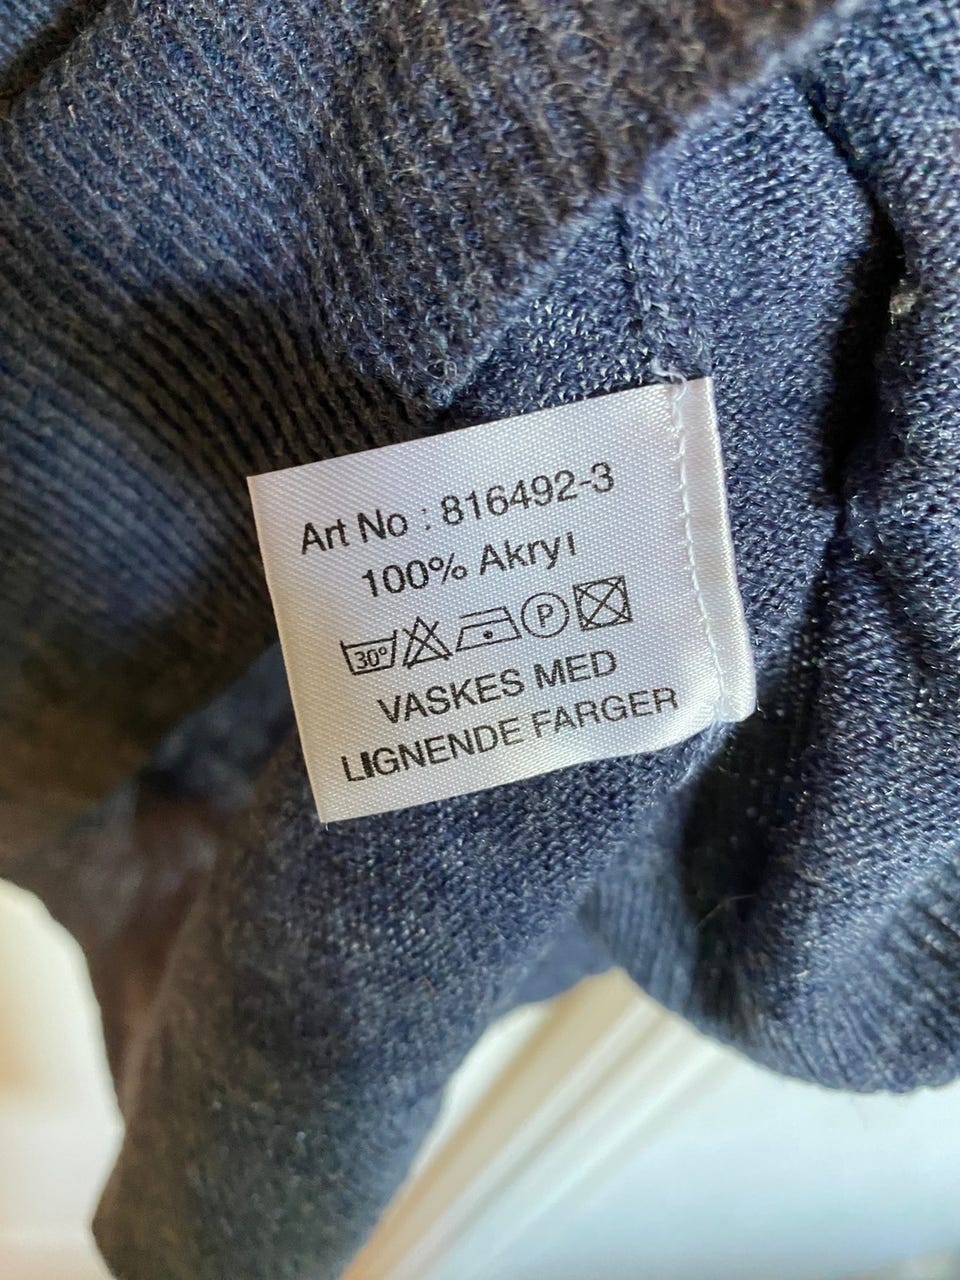 Art No : 816492-3
100% Akryl
30° P
VASKES MED
LIGNENDE FARGER